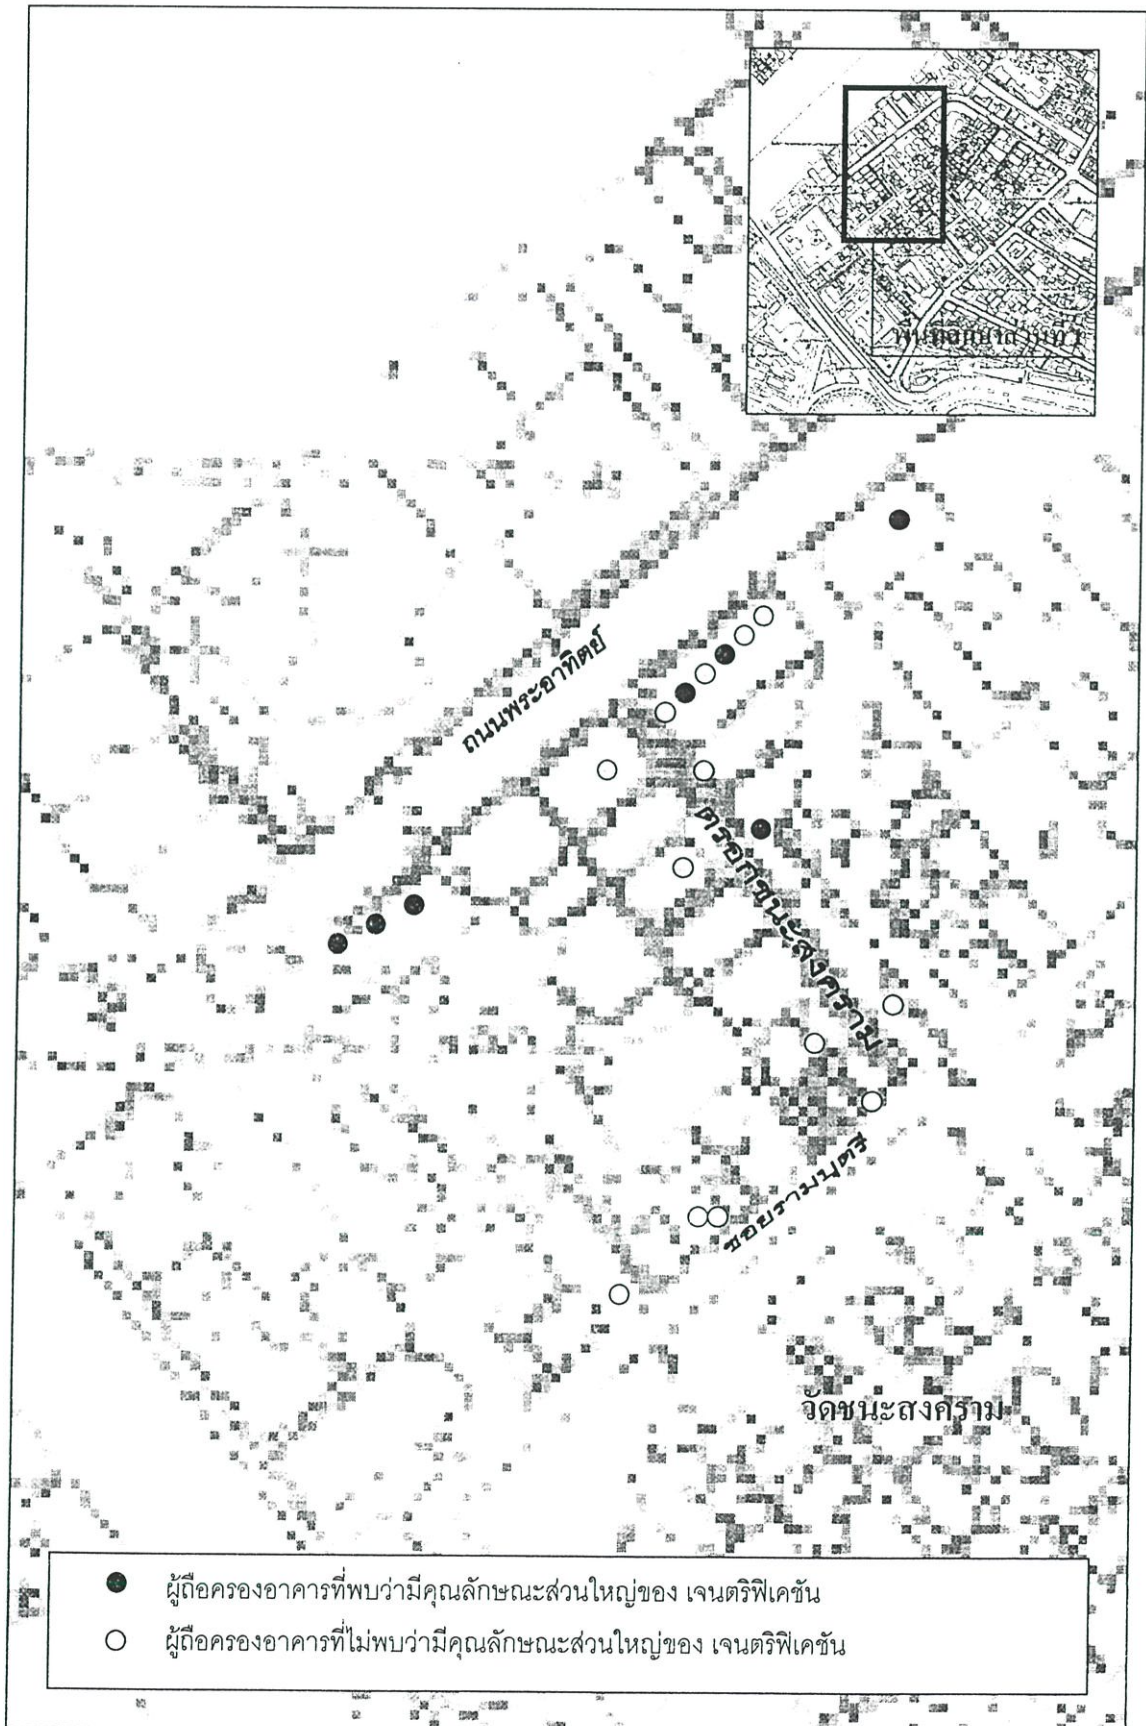 ถนนพระอาทิตย์
ตรอกชนะสงคราม
ซอยรามบุตรี
วัดชนะสงคราม
ผู้ถือครองอาคารที่พบว่ามีคุณลักษณะส่วนใหญ่ของ เจนตริฟิเคชัน
ผู้ถือครองอาคารที่ไม่พบว่ามีคุณลักษณะส่วนใหญ่ของ เจนตริฟิเคชัน